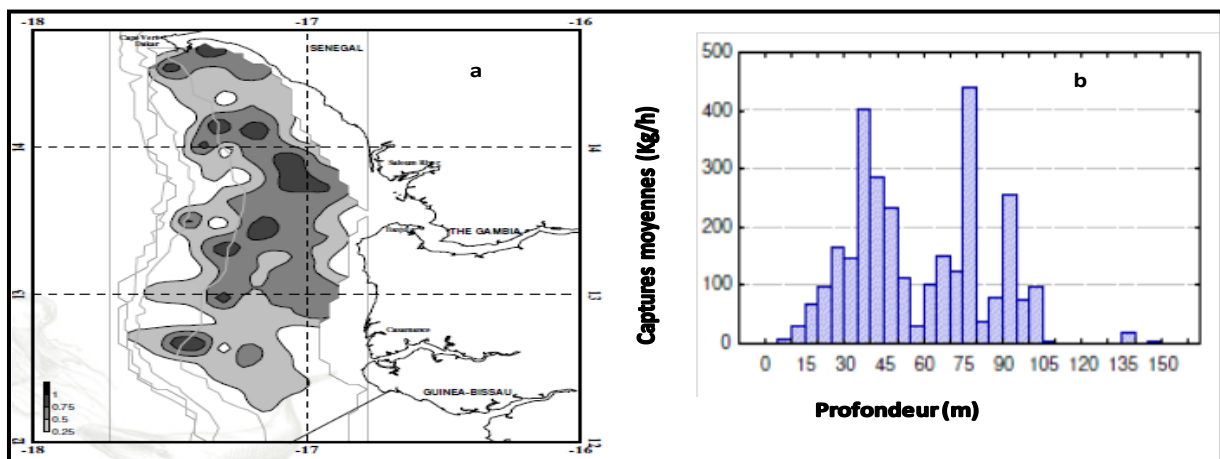 -18
-17
-16
Cape Vert
Dakar
SENEGAL
a
14
14
Saloum River
Banjul
THE GAMBIA
13
13
Casamance
GUINEA-BISSAU
1
0.75
0.5
0.25
12
12
-18
-17
-16
b
Captures moyennes (Kg/h)
500
400
300
200
100
0
0 15 30 45 60 75 90 105 120 135 150
Profondeur (m)